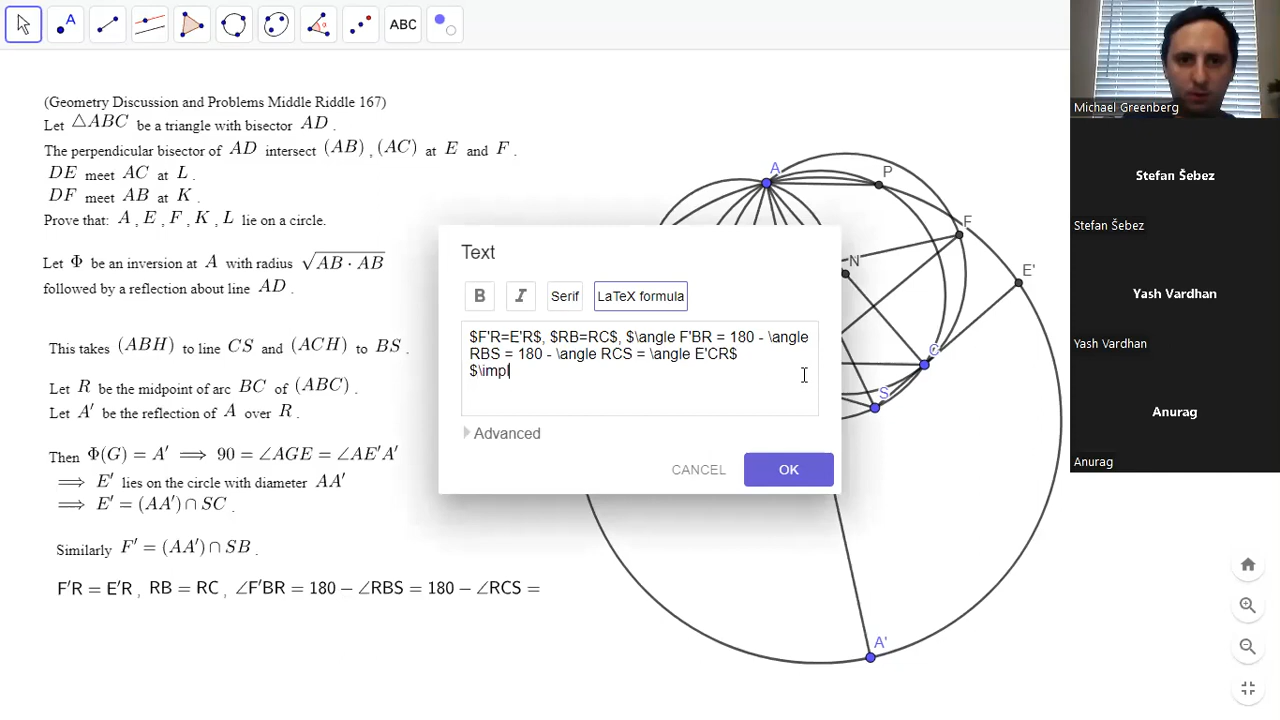 ABC
(Geometry Discussion and Problems Middle Riddle 167)
Let △ABC be a triangle with bisector AD .
The perpendicular bisector of AD intersect (AB) , (AC) at E and F .
DE meet AC at L .
DF meet AB at K .
Prove that: A , E , F , K , L lie on a circle.
Let Φ be an inversion at A with radius √AB · AB
followed by a reflection about line AD .
This takes (ABH) to line CS and (ACH) to BS .
Let R be the midpoint of arc BC of (ABC) .
Let A′ be the reflection of A over R .
Then Φ(G) = A′ ⟹ 90 = ∠AGE = ∠AE′A′
⟹ E′ lies on the circle with diameter AA′
⟹ E′ = (AA′) ∩ SC .
Similarly F′ = (AA′) ∩ SB .
F′R = E′R , RB = RC , ∠F′BR = 180 − ∠RBS = 180 − ∠RCS =
Text
B
I
Serif
LaTeX formula
$F'R=E'R$, $RB=RC$, $\angle F'BR = 180 - \angle
RBS = 180 - \angle RCS = \angle E'CR$
$\impl
Advanced
CANCEL
OK
A
P
F
N
E'
C
S
A'
Michael Greenberg
Stefan Šebez
Stefan Šebez
Yash Vardhan
Yash Vardhan
Anurag
Anurag